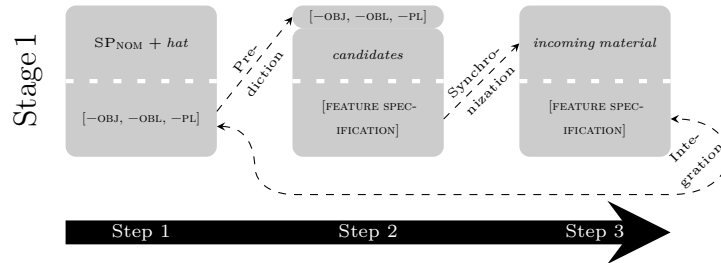 Stage 1
SP_NOM + hat
[−OBJ, −OBL, −PL]
Pre-
diction
[−OBJ, −OBL, −PL]
candidates
[FEATURE SPEC-
IFICATION]
Synchro-
nization
incoming material
[FEATURE SPEC-
IFICATION]
Inte-
gration
Step 1
Step 2
Step 3